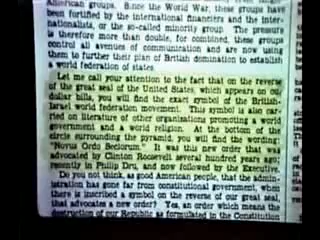 American groups. Since the World War, these groups have
been fortified by the international financiers and the inter-
nationalists, or the so-called minority group. The pressure
is therefore more than double, for combined, these groups
control all avenues of communication and are now using
them to further their plan of British domination to establish
a world federation of states.
Let me call your attention to the fact that on the reverse
of the great seal of the United States, which appears on our
dollar bills, you will find the exact symbol of the British-
Israel world federation movement. This symbol is also car-
ried on literature of other organizations promoting a world
government and a world religion. At the bottom of the
circle surrounding the pyramid, you will find the wording:
"Novus Ordo Seclorum." It was this new order that was
advocated by Clinton Roosevelt several hundred years ago;
recently in Philip Dru, and now followed by the Executive.
Do you not think, as good American people, that the admin-
istration has gone far from constitutional government, when
there is inscribed a symbol on the reverse of our great seal,
that advocates a new order? Yes, an order which means the
destruction of our Republic as formulated in the Constitution